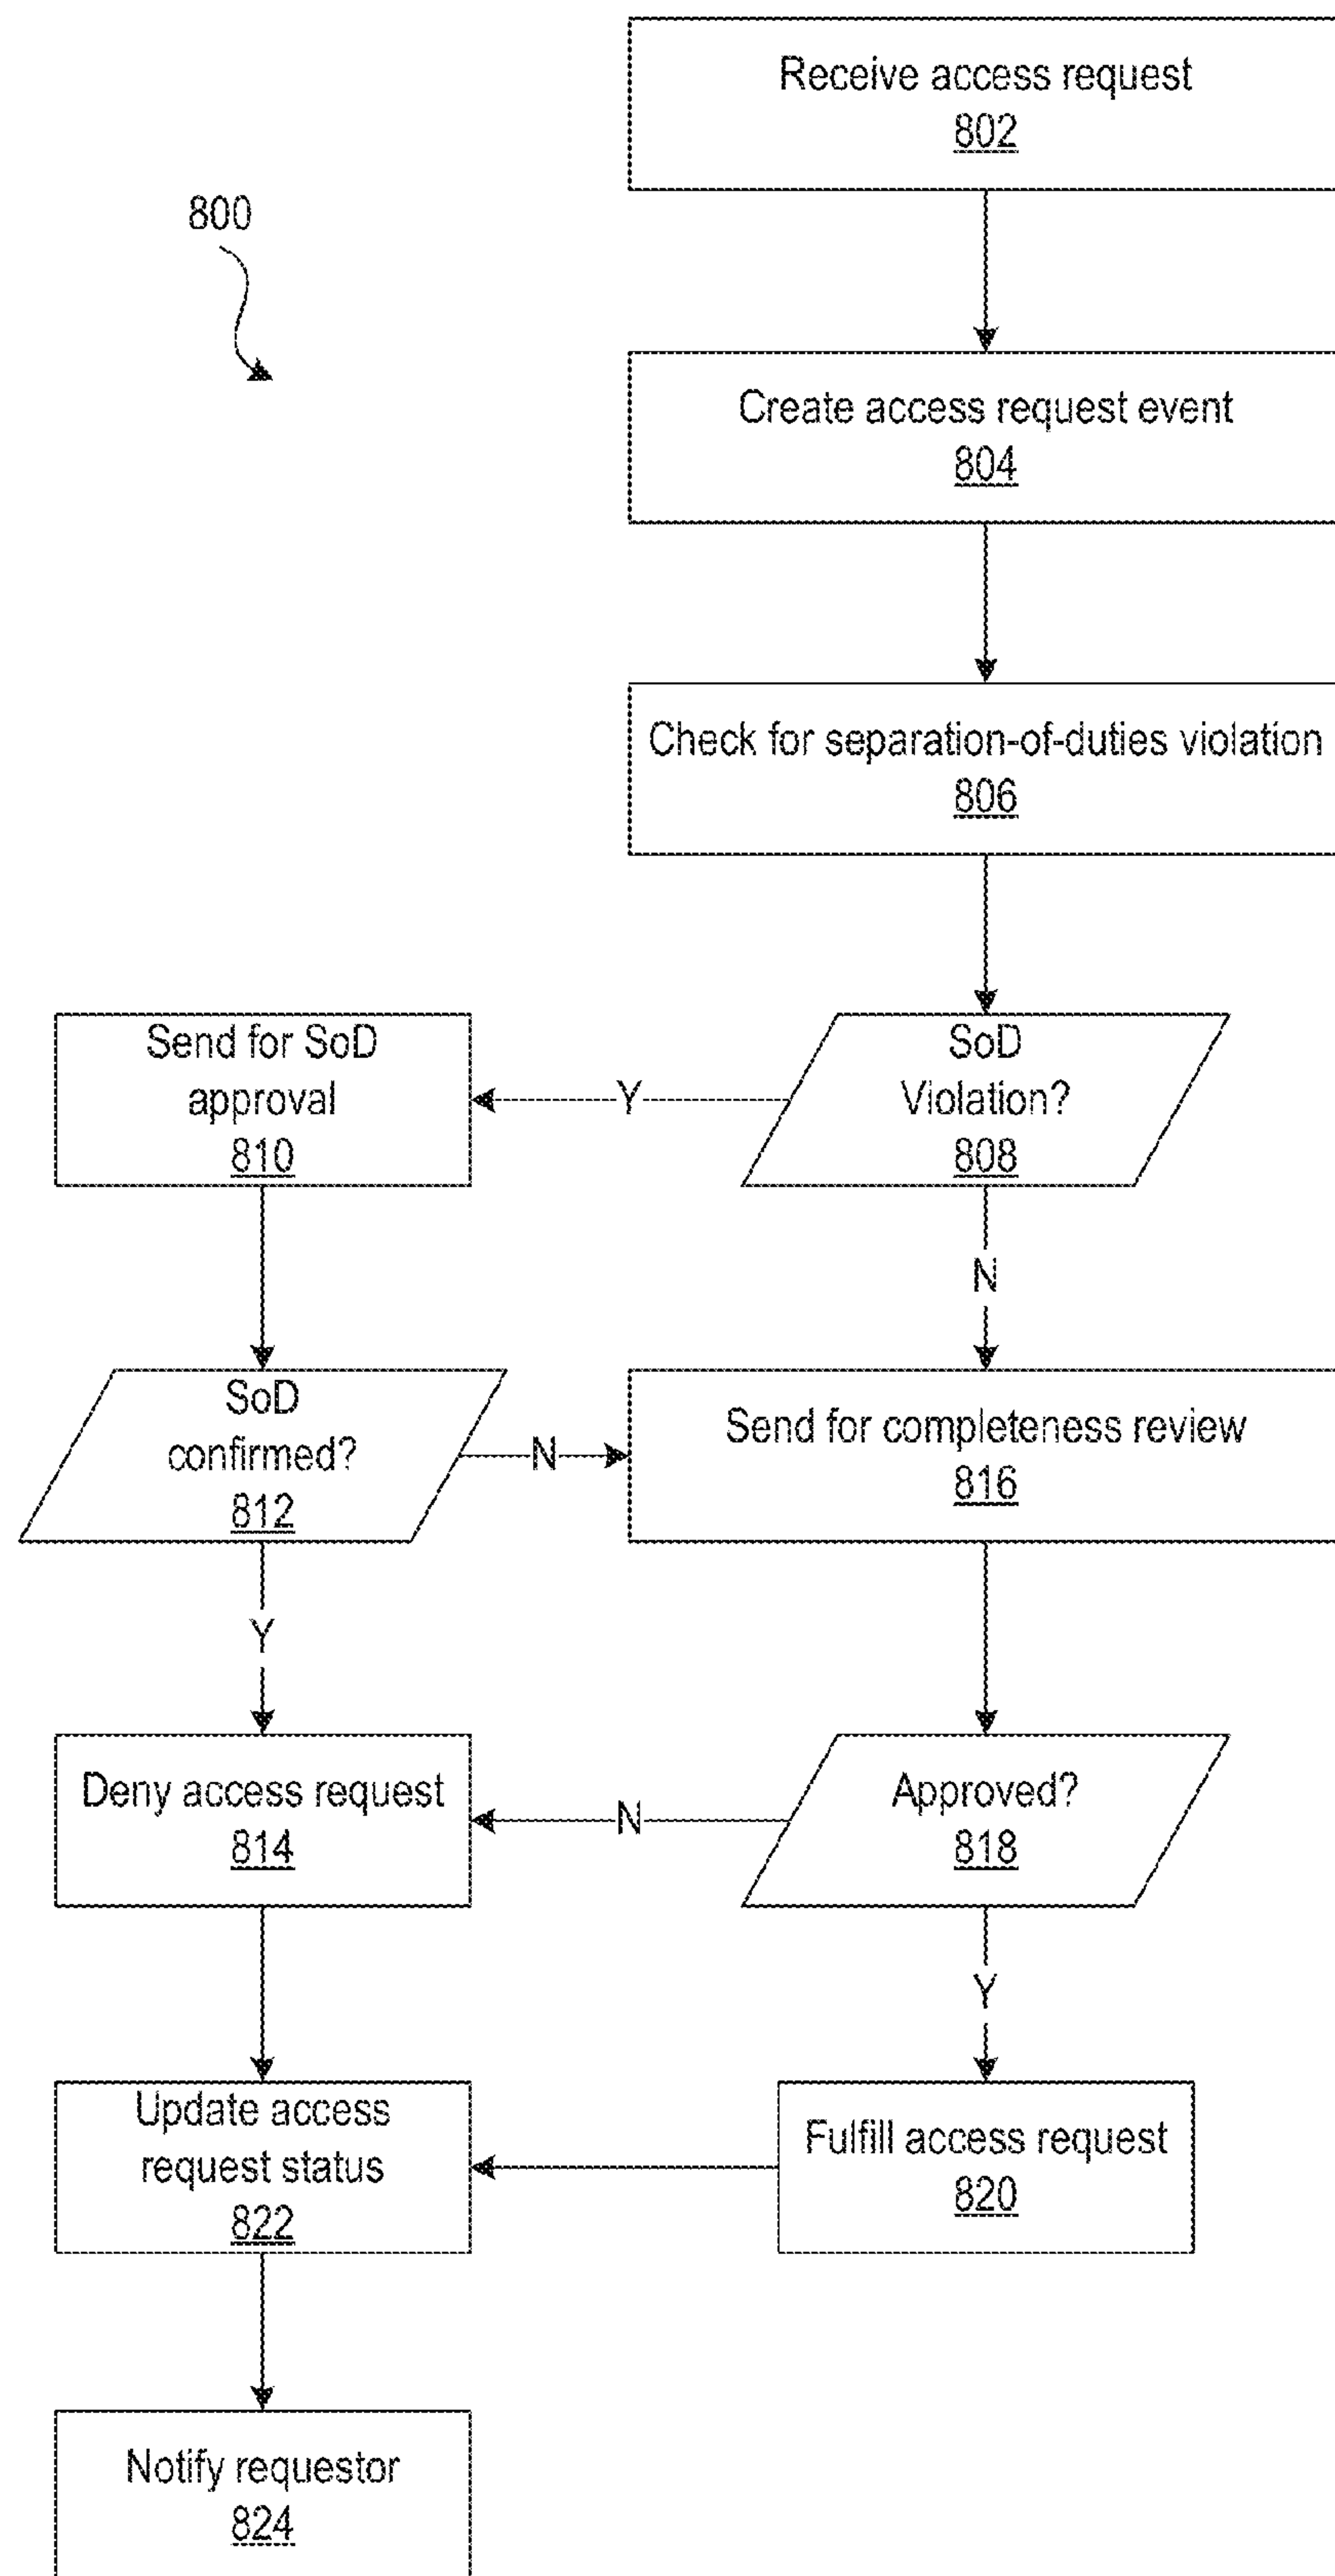 Receive access request
802
800
Create access request event
804
Check for separation-of-duties violation
806
Send for SoD
approval
810
Y
SoD
Violation?
808
N
SoD
confirmed?
812
N
Send for completeness review
816
Y
Deny access request
814
N
Approved?
818
Y
Update access
request status
822
Fulfill access request
820
Notify requestor
824